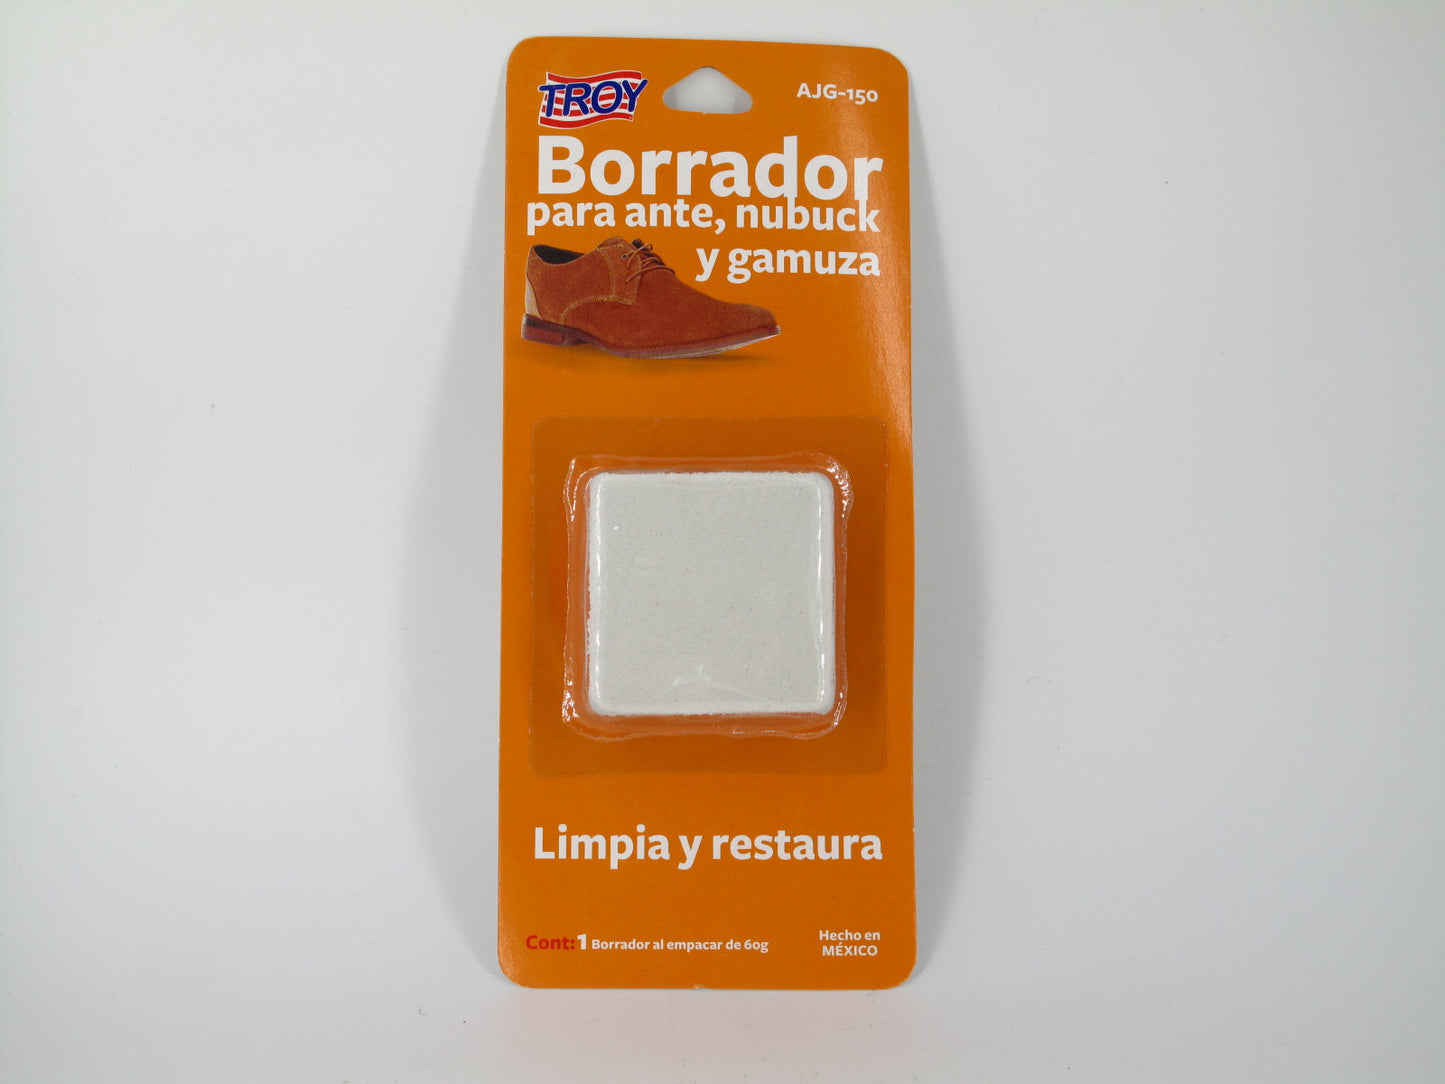 TROY
AJG-150
Borrador
para ante, nubuck
y gamuza
Limpia y restaura
Cont: 1 Borrador al empacar de 60g
Hecho en
MÉXICO